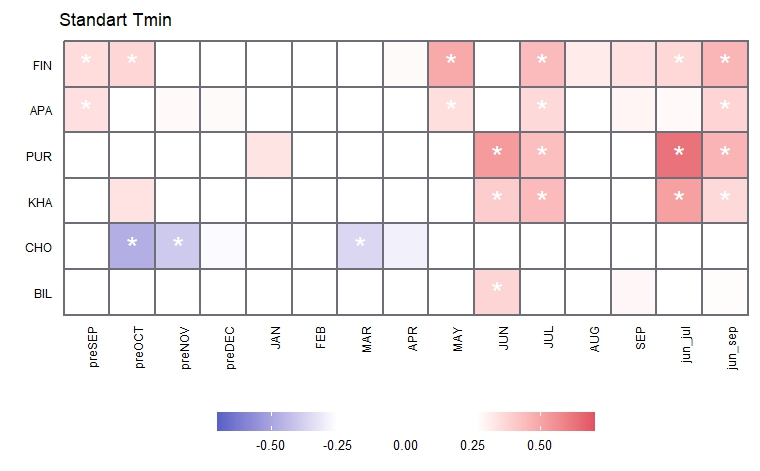 Standart Tmin
FIN * * * * * *
APA * * * *
PUR * * * *
KHA * * * *
CHO * * *
BIL *
preSEP preOCT preNOV preDEC JAN FEB MAR APR MAY JUN JUL AUG SEP jun_jul jun_sep
-0.50 -0.25 0.00 0.25 0.50